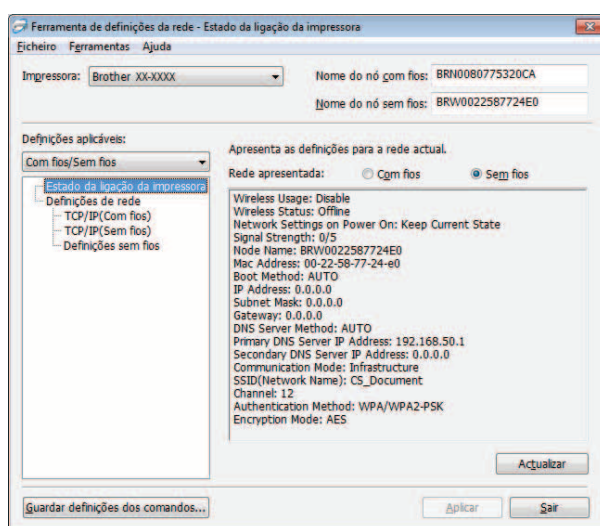 Ferramenta de definições da rede - Estado da ligação da impressora
Ficheiro Ferramentas Ajuda
Impressora: Brother XX-XXXX
Nome do nó com fios: BRN0080775320CA
Nome do nó sem fios: BRW0022587724E0
Definições aplicáveis:
Com fios/Sem fios
Estado da ligação da impressora
Definições de rede
TCP/IP(Com fios)
TCP/IP(Sem fios)
Definições sem fios
Apresenta as definições para a rede actual.
Rede apresentada: Com fios Sem fios
Wireless Usage: Disable
Wireless Status: Offline
Network Settings on Power On: Keep Current State
Signal Strength: 0/5
Node Name: BRW0022587724E0
Mac Address: 00-22-58-77-24-e0
Boot Method: AUTO
IP Address: 0.0.0.0
Subnet Mask: 0.0.0.0
Gateway: 0.0.0.0
DNS Server Method: AUTO
Primary DNS Server IP Address: 192.168.50.1
Secondary DNS Server IP Address: 0.0.0.0
Communication Mode: Infrastructure
SSID(Network Name): CS_Document
Channel: 12
Authentication Method: WPA/WPA2-PSK
Encryption Mode: AES
Actualizar
Guardar definições dos comandos...
Aplicar
Sair